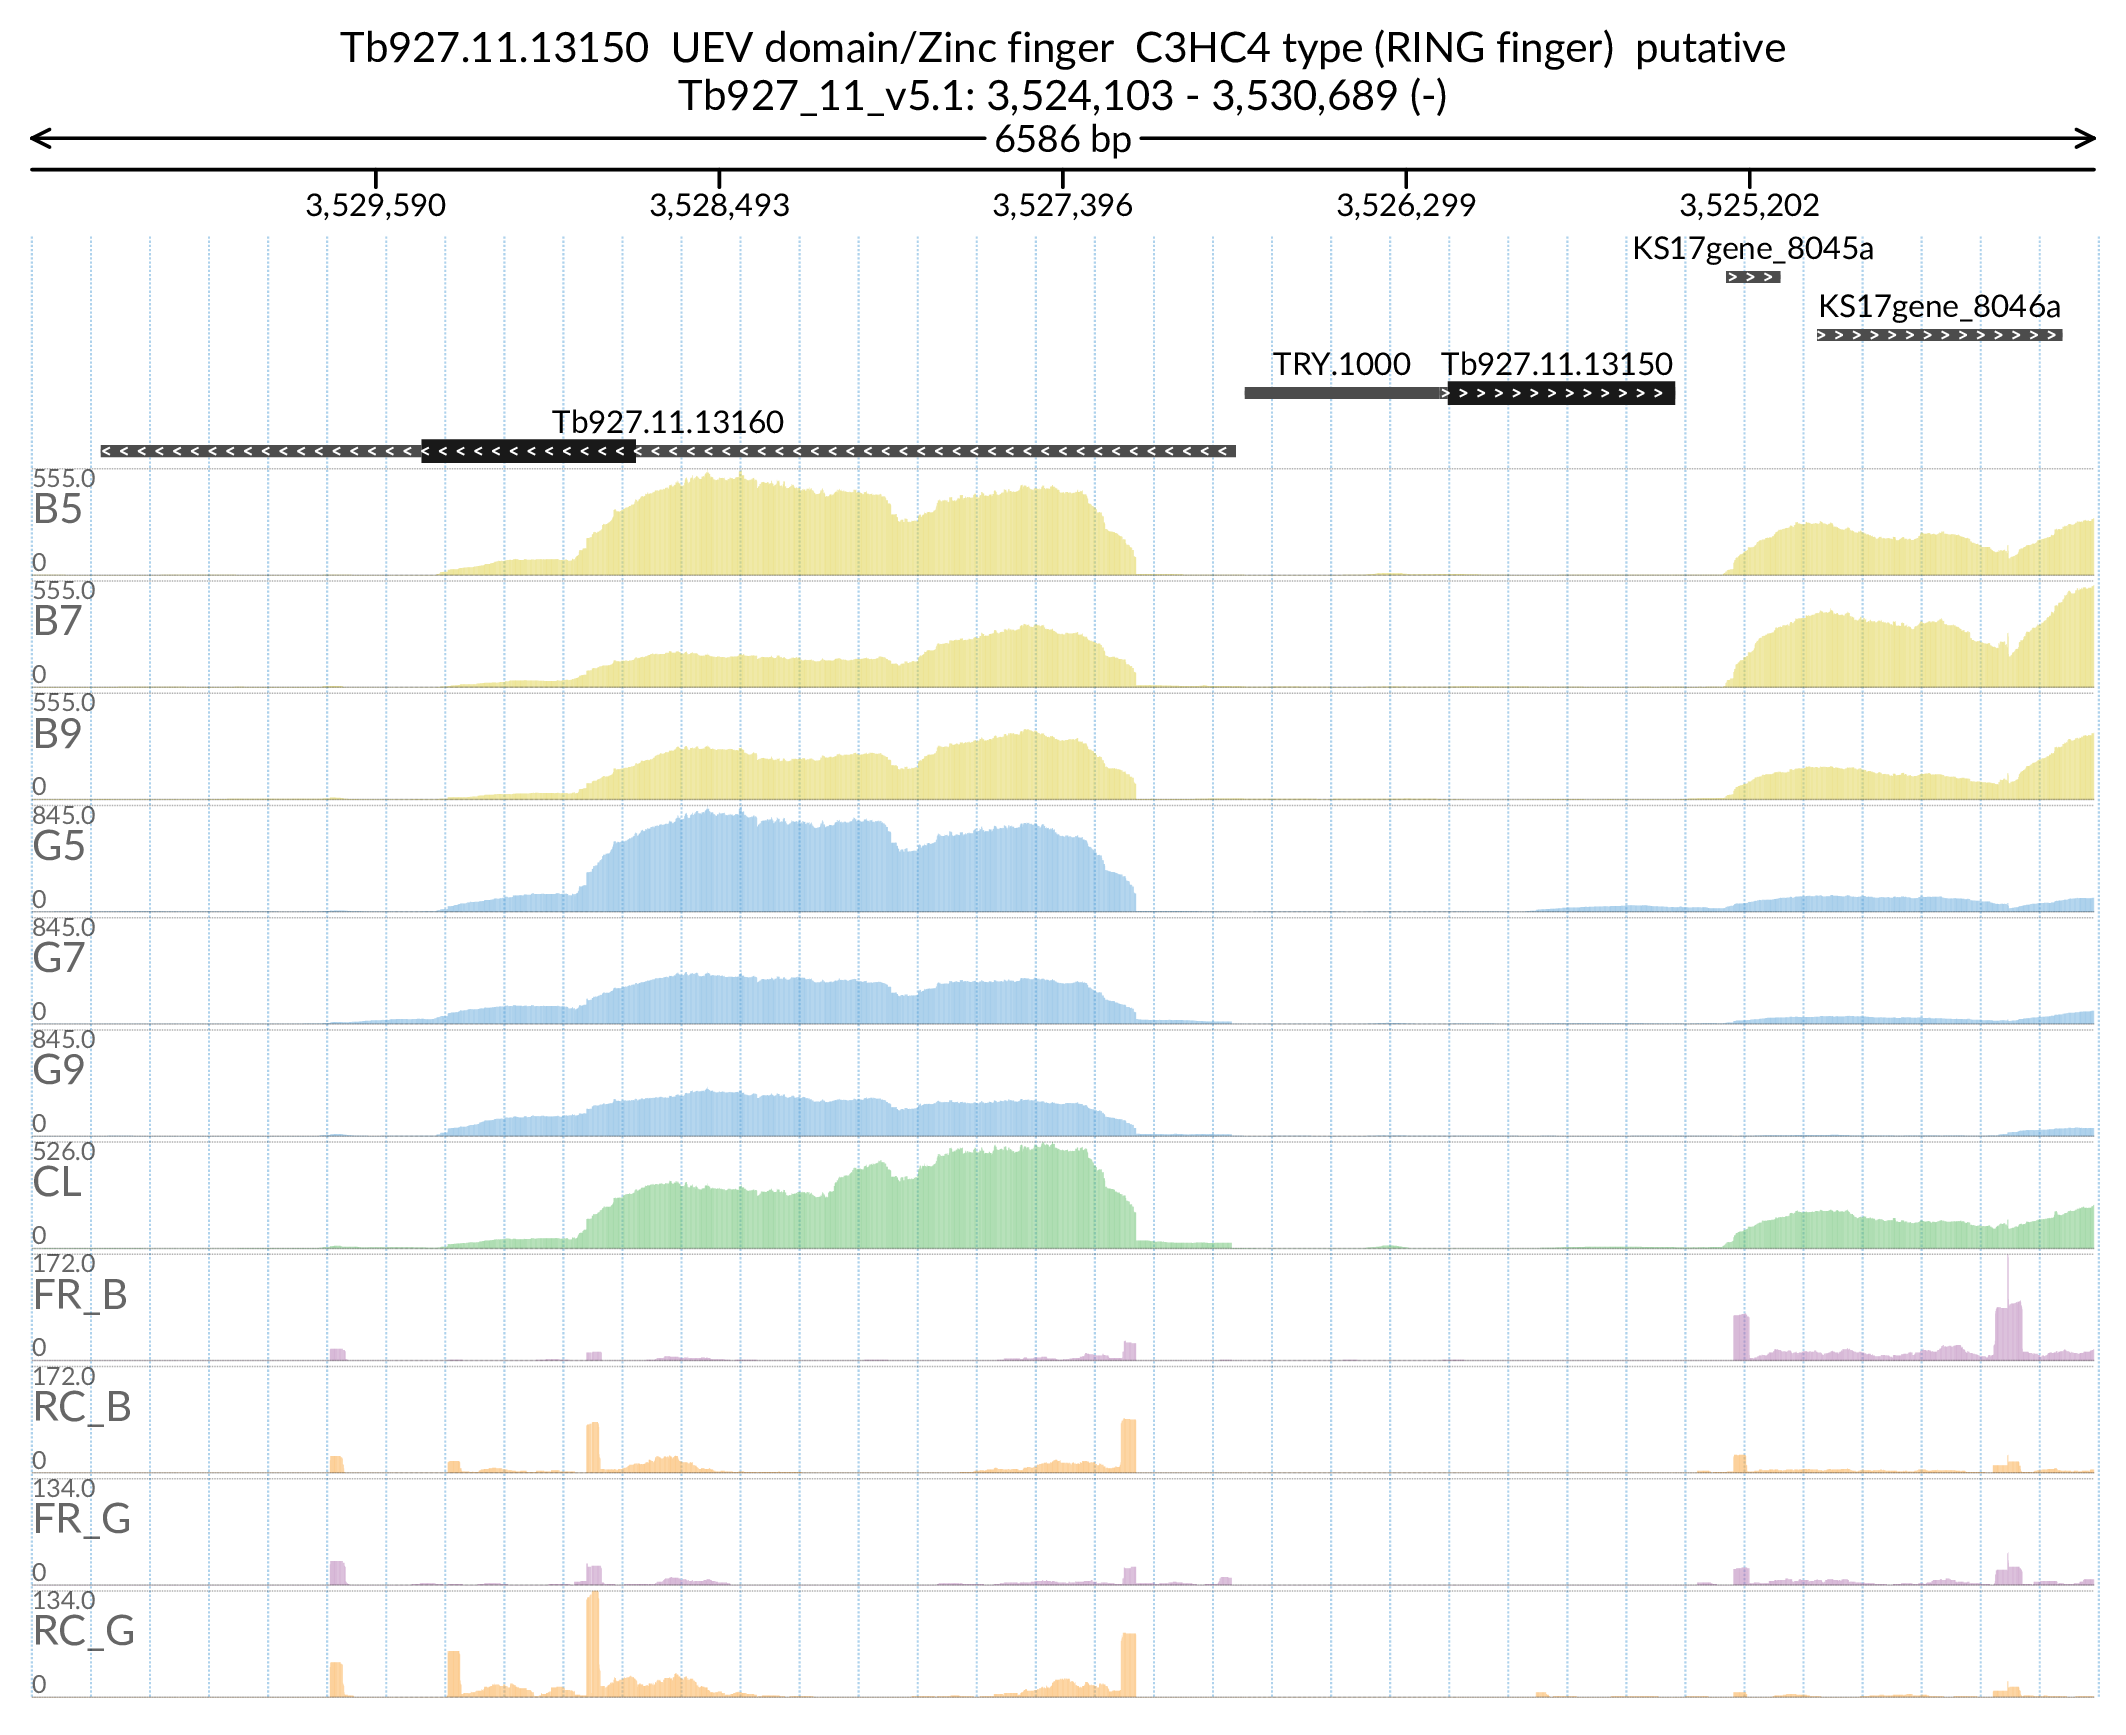 Tb927.11.13150 UEV domain/Zinc finger C3HC4 type (RING finger) putative
Tb927_11_v5.1: 3,524,103 - 3,530,689 (-)
6586 bp
3,529,590 3,528,493 3,527,396 3,526,299 3,525,202
KS17gene_8045a
KS17gene_8046a
TRY.1000 Tb927.11.13150
Tb927.11.13160
555.0
B5
0
555.0
B7
0
555.0
B9
0
845.0
G5
0
845.0
G7
0
845.0
G9
0
526.0
CL
0
172.0
FR_B
0
172.0
RC_B
0
134.0
FR_G
0
134.0
RC_G
0